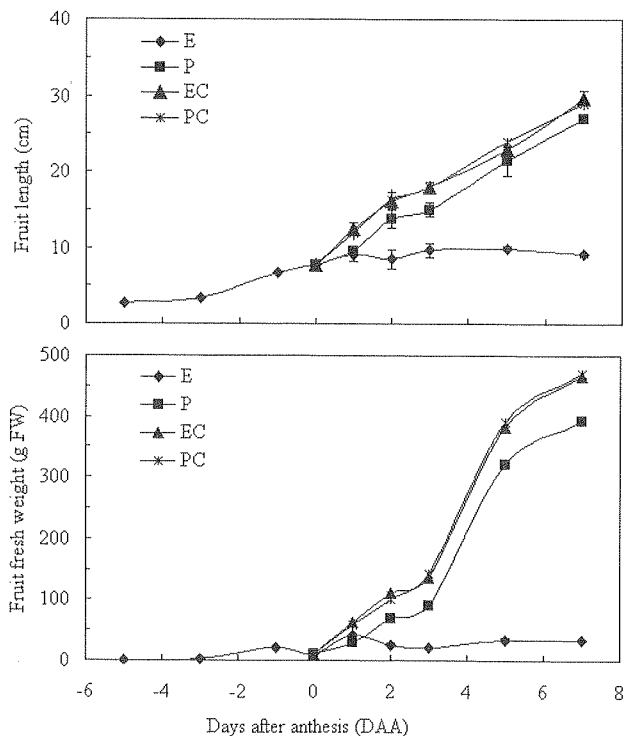 40
30
20
10
0
Fruit length (cm)
E
P
EC
PC
500
400
300
200
100
0
Fruit fresh weight (g FW)
E
P
EC
PC
-6
-4
-2
0
2
4
6
8
Days after anthesis (DAA)